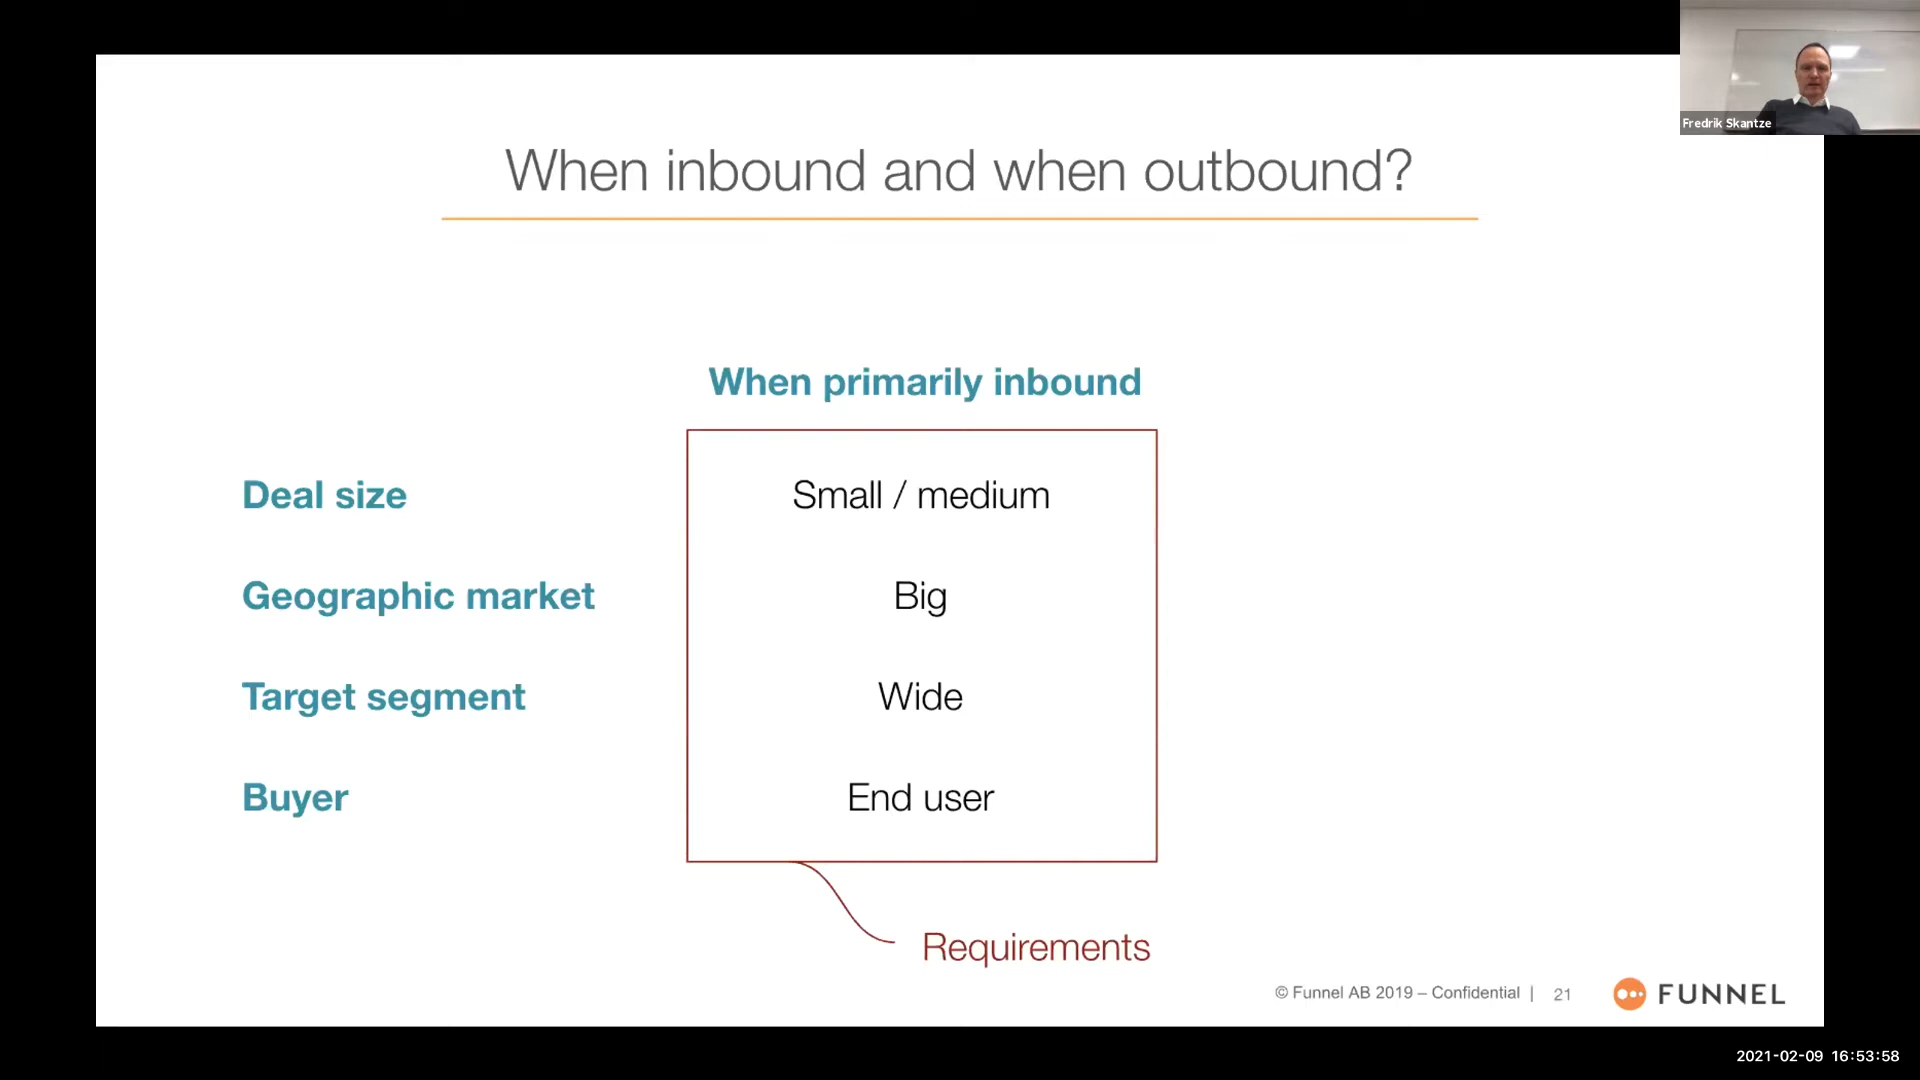 Fredrik Skantze
When inbound and when outbound?
When primarily inbound
Deal size
Small / medium
Geographic market
Big
Target segment
Wide
Buyer
End user
Requirements
© Funnel AB 2019 – Confidential | 21
FUNNEL
2021-02-09 16:53:58